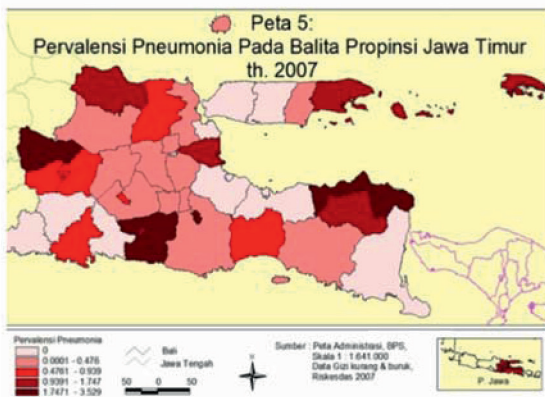 Peta 5:
Pervalensi Pneumonia Pada Balita Propinsi Jawa Timur
th. 2007
Pervalensi Pneumonia
0
0.0001 - 0.476
0.4761 - 0.939
0.9391 - 1.747
1.7471 - 3.529
Bali
Jawa Tengah
50 0 50
N
Sumber : Peta Administrasi, BPS,
Skala 1 : 1.641.000
Data Gizi kurang & buruk,
Riskesdas 2007
P. Jawa